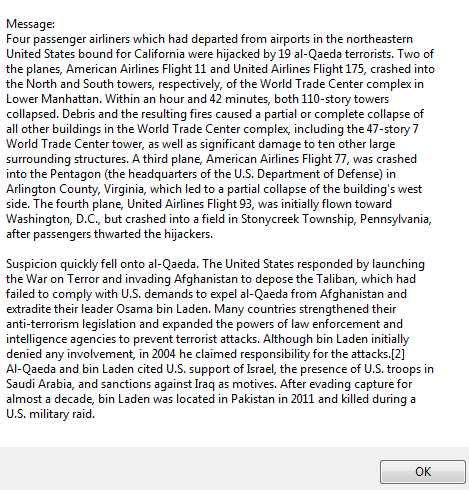 Message:
Four passenger airliners which had departed from airports in the northeastern
United States bound for California were hijacked by 19 al-Qaeda terrorists. Two of
the planes, American Airlines Flight 11 and United Airlines Flight 175, crashed into
the North and South towers, respectively, of the World Trade Center complex in
Lower Manhattan. Within an hour and 42 minutes, both 110-story towers
collapsed. Debris and the resulting fires caused a partial or complete collapse of
all other buildings in the World Trade Center complex, including the 47-story 7
World Trade Center tower, as well as significant damage to ten other large
surrounding structures. A third plane, American Airlines Flight 77, was crashed
into the Pentagon (the headquarters of the U.S. Department of Defense) in
Arlington County, Virginia, which led to a partial collapse of the building's west
side. The fourth plane, United Airlines Flight 93, was initially flown toward
Washington, D.C., but crashed into a field in Stonycreek Township, Pennsylvania,
after passengers thwarted the hijackers.
Suspicion quickly fell onto al-Qaeda. The United States responded by launching
the War on Terror and invading Afghanistan to depose the Taliban, which had
failed to comply with U.S. demands to expel al-Qaeda from Afghanistan and
extradite their leader Osama bin Laden. Many countries strengthened their
anti-terrorism legislation and expanded the powers of law enforcement and
intelligence agencies to prevent terrorist attacks. Although bin Laden initially
denied any involvement, in 2004 he claimed responsibility for the attacks.[2]
Al-Qaeda and bin Laden cited U.S. support of Israel, the presence of U.S. troops in
Saudi Arabia, and sanctions against Iraq as motives. After evading capture for
almost a decade, bin Laden was located in Pakistan in 2011 and killed during a
U.S. military raid.
OK